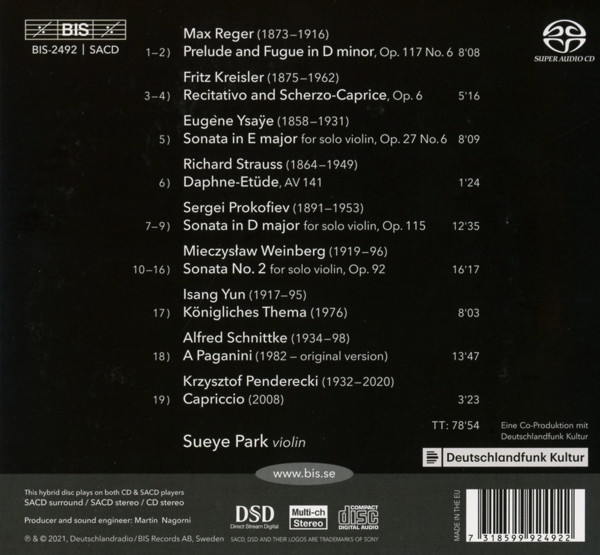 BIS
BIS-2492 | SACD
SUPER AUDIO CD
Max Reger (1873–1916)
1–2) Prelude and Fugue in D minor, Op. 117 No. 6 8'08
Fritz Kreisler (1875–1962)
3–4) Recitativo and Scherzo-Caprice, Op. 6 5'16
Eugène Ysaÿe (1858–1931)
5) Sonata in E major for solo violin, Op. 27 No. 6 8'09
Richard Strauss (1864–1949)
6) Daphne-Etüde, AV 141 1'24
Sergei Prokofiev (1891–1953)
7–9) Sonata in D major for solo violin, Op. 115 12'35
Mieczysław Weinberg (1919–96)
10–16) Sonata No. 2 for solo violin, Op. 92 16'17
Isang Yun (1917–95)
17) Königliches Thema (1976) 8'03
Alfred Schnittke (1934–98)
18) A Paganini (1982 – original version) 13'47
Krzysztof Penderecki (1932–2020)
19) Capriccio (2008) 3'23
TT: 78'54
Sueye Park violin
Eine Co-Produktion mit
Deutschlandfunk Kultur
Deutschlandfunk Kultur
www.bis.se
This hybrid disc plays on both CD & SACD players
SACD surround / SACD stereo / CD stereo
Producer and sound engineer: Martin Nagorni
℗ & © 2021, Deutschlandradio / BIS Records AB, Sweden
DSD
Direct Stream Digital
Multi-ch
Stereo
COMPACT
disc
DIGITAL AUDIO
SACD, DSD AND THEIR LOGOS ARE TRADEMARKS OF SONY
MADE IN THE EU
7 318599 924922